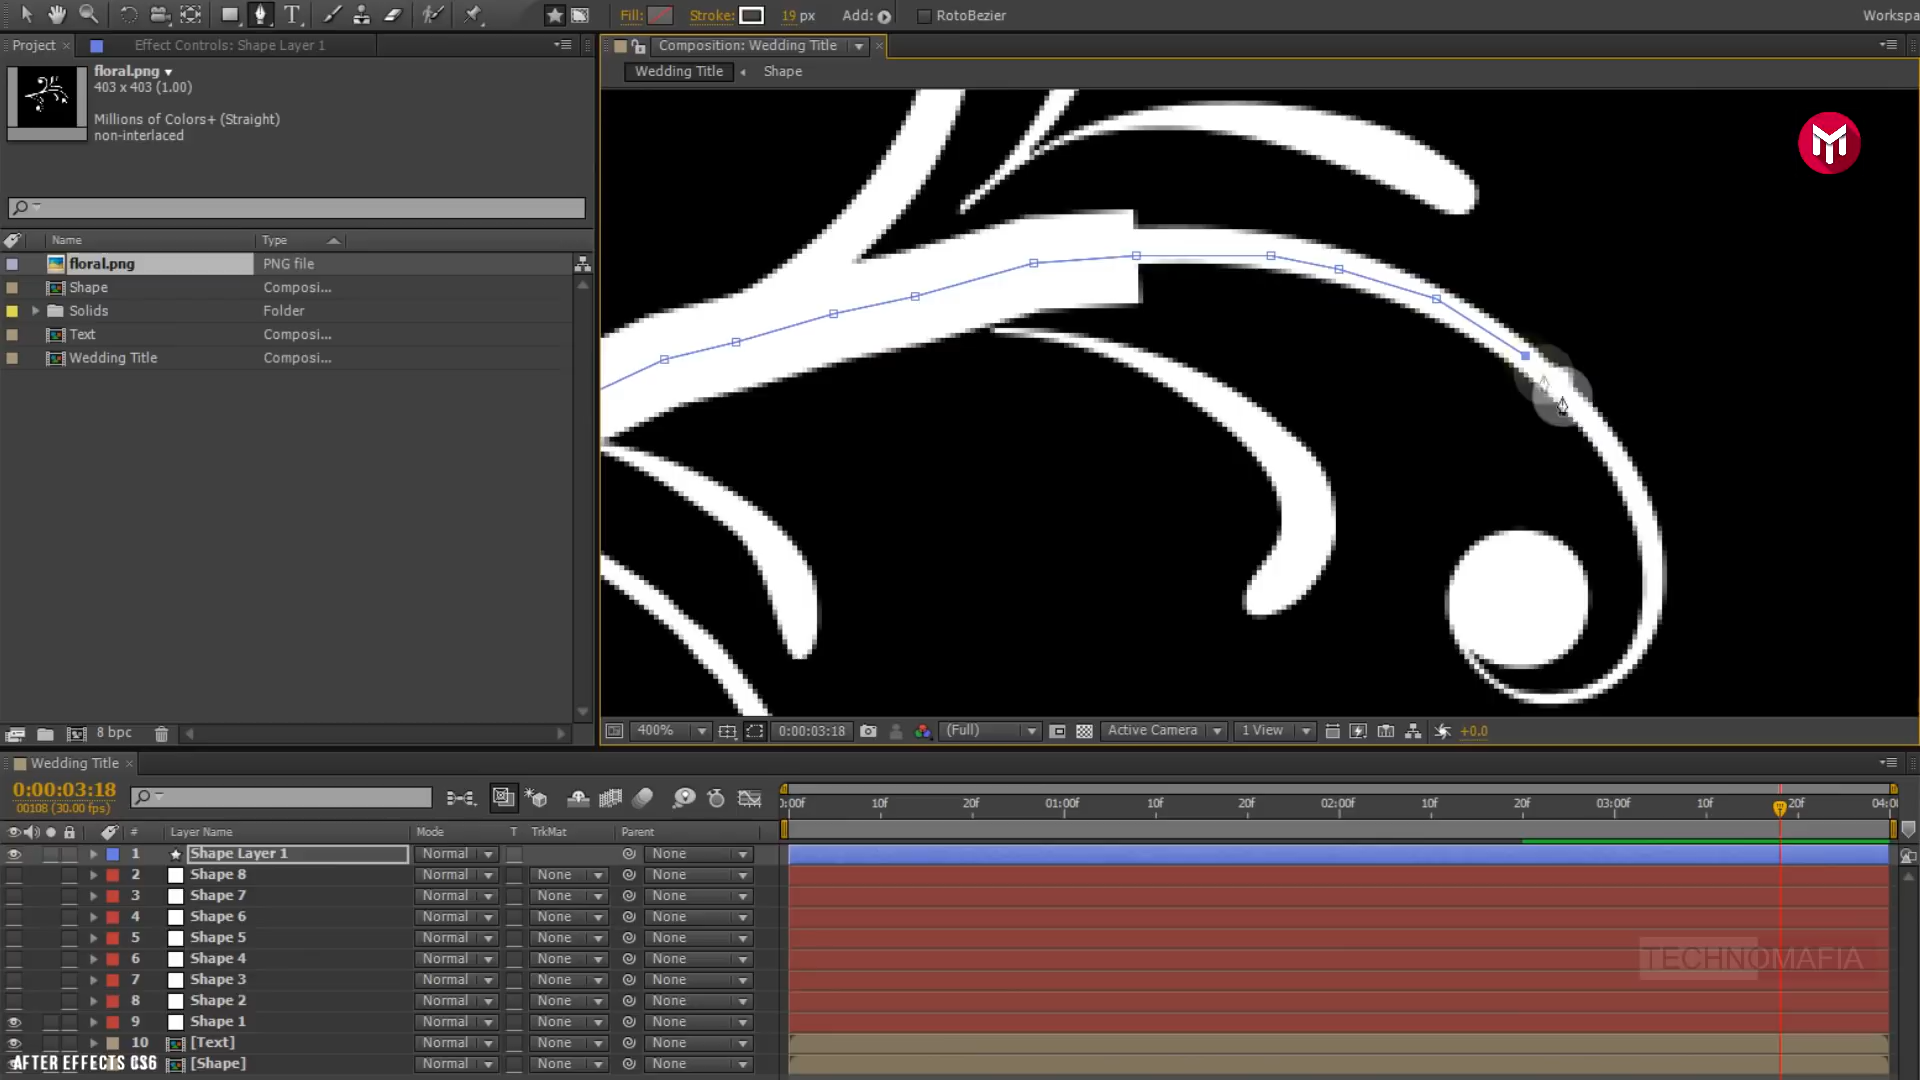 Fill: Stroke: 19 px Add: RotoBezier Workspa
Project Effect Controls: Shape Layer 1 Composition: Wedding Title
floral.png
403 x 403 (1.00)
Millions of Colors+ (Straight)
non-interlaced
Wedding Title Shape
Name Type
floral.png PNG file
Shape Composi...
Solids Folder
Text Composi...
Wedding Title Composi...
8 bpc 400% 0:00:03:18 (Full) Active Camera 1 View +0.0
Wedding Title
0:00:03:18
00108 (30.00 fps)
0:00f 10f 20f 01:00f 10f 20f 02:00f 10f 20f 03:00f 10f 20f 04:00
# Layer Name Mode T TrkMat Parent
1 Shape Layer 1 Normal None
2 Shape 8 Normal None None
3 Shape 7 Normal None None
4 Shape 6 Normal None None
5 Shape 5 Normal None None
6 Shape 4 Normal None None
7 Shape 3 Normal None None
8 Shape 2 Normal None None
9 Shape 1 Normal None None
10 [Text] Normal None None
[Shape] Normal None None
TECHNOMAFIA
AFTER EFFECTS CS6